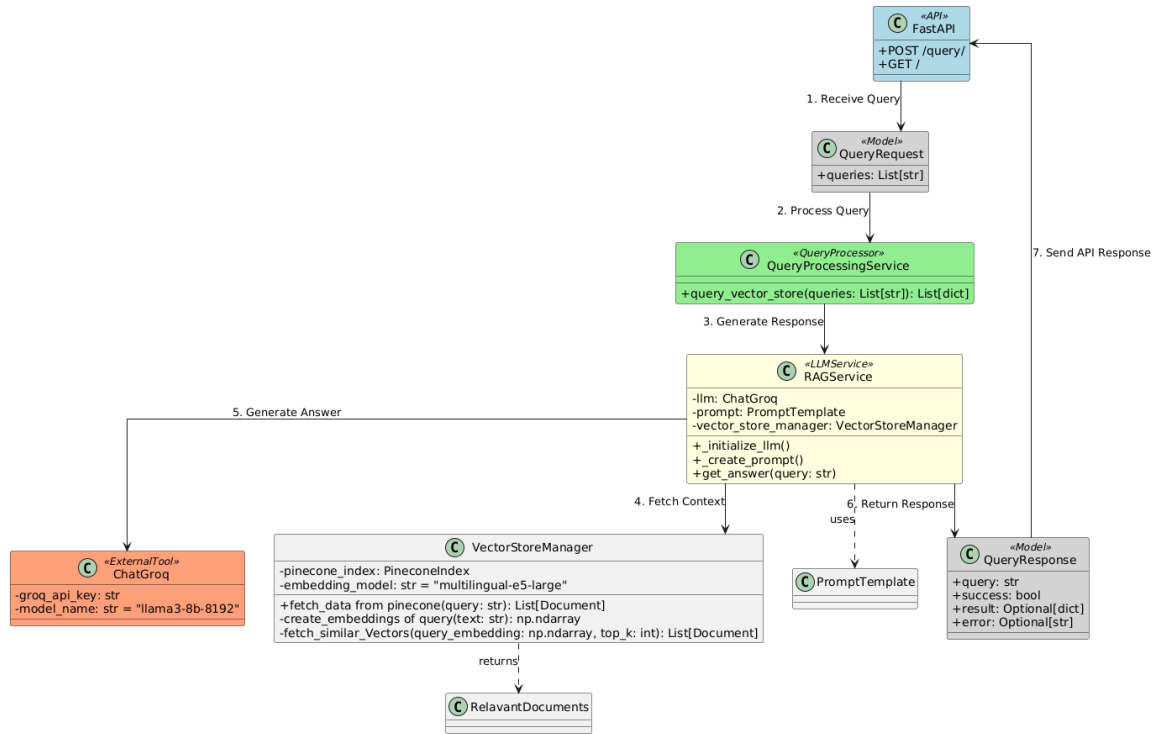 «API»
C FastAPI
+POST /query/
+GET /
1. Receive Query
«Model»
C QueryRequest
+queries: List[str]
2. Process Query
7. Send API Response
«QueryProcessor»
C QueryProcessingService
+query_vector_store(queries: List[str]): List[dict]
3. Generate Response
«LLMService»
C RAGService
-llm: ChatGroq
-prompt: PromptTemplate
-vector_store_manager: VectorStoreManager
+_initialize_llm()
+_create_prompt()
+get_answer(query: str)
5. Generate Answer
4. Fetch Context
6. Return Response
uses
«ExternalTool»
C ChatGroq
-groq_api_key: str
-model_name: str = "llama3-8b-8192"
C VectorStoreManager
-pinecone_index: PineconeIndex
-embedding_model: str = "multilingual-e5-large"
+fetch_data from pinecone(query: str): List[Document]
-create_embeddings of query(text: str): np.ndarray
-fetch_similar_Vectors(query_embedding: np.ndarray, top_k: int): List[Document]
C PromptTemplate
«Model»
C QueryResponse
+query: str
+success: bool
+result: Optional[dict]
+error: Optional[str]
returns
C RelavantDocuments